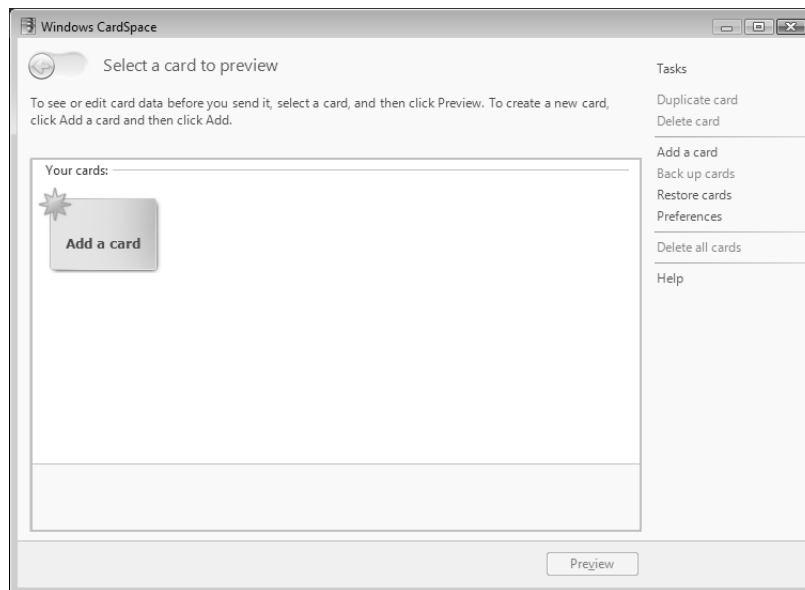 Windows CardSpace
Select a card to preview
To see or edit card data before you send it, select a card, and then click Preview. To create a new card,
click Add a card and then click Add.
Your cards:
Add a card
Preview
Tasks
Duplicate card
Delete card
Add a card
Back up cards
Restore cards
Preferences
Delete all cards
Help